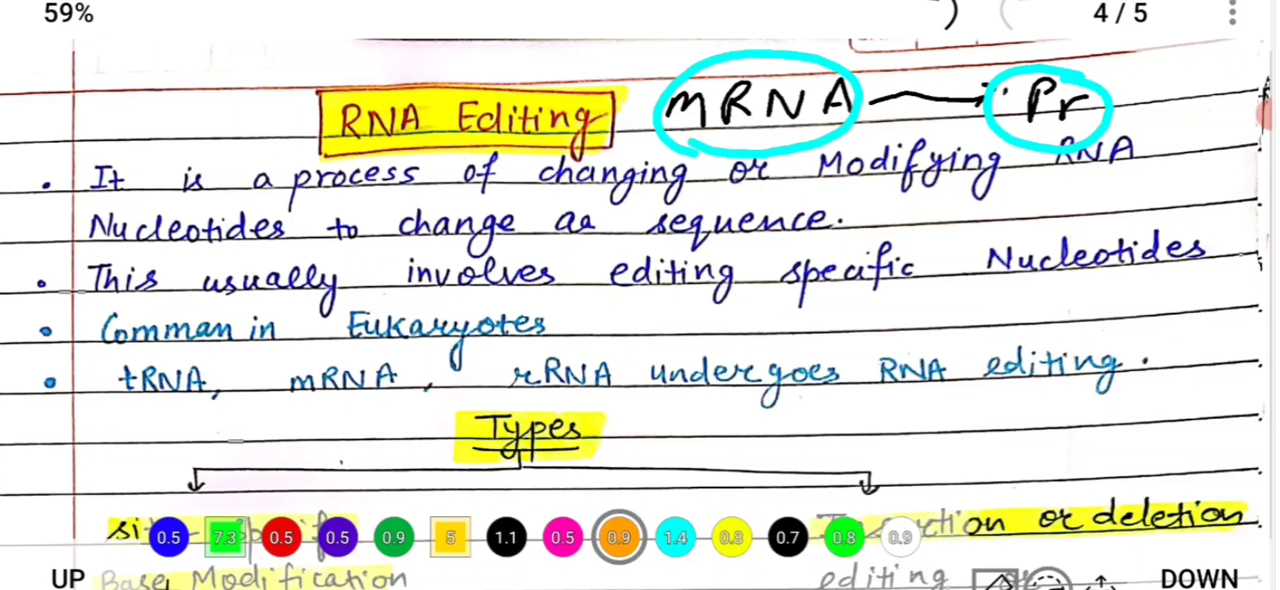 59%
4 / 5
RNA Editing mRNA Pr
• It is a process of changing or Modifying RNA
Nucleotides to change as sequence.
• This usually involves editing specific Nucleotides
• Comman in Eukaryotes
• tRNA, mRNA, rRNA undergoes RNA editing.
Types
or deletion
0.5 7.3 0.5 0.5 0.9 5 1.1 0.5 0.9 1.4 0.8 0.7 0.8 0.9
UP Base Modification editing DOWN